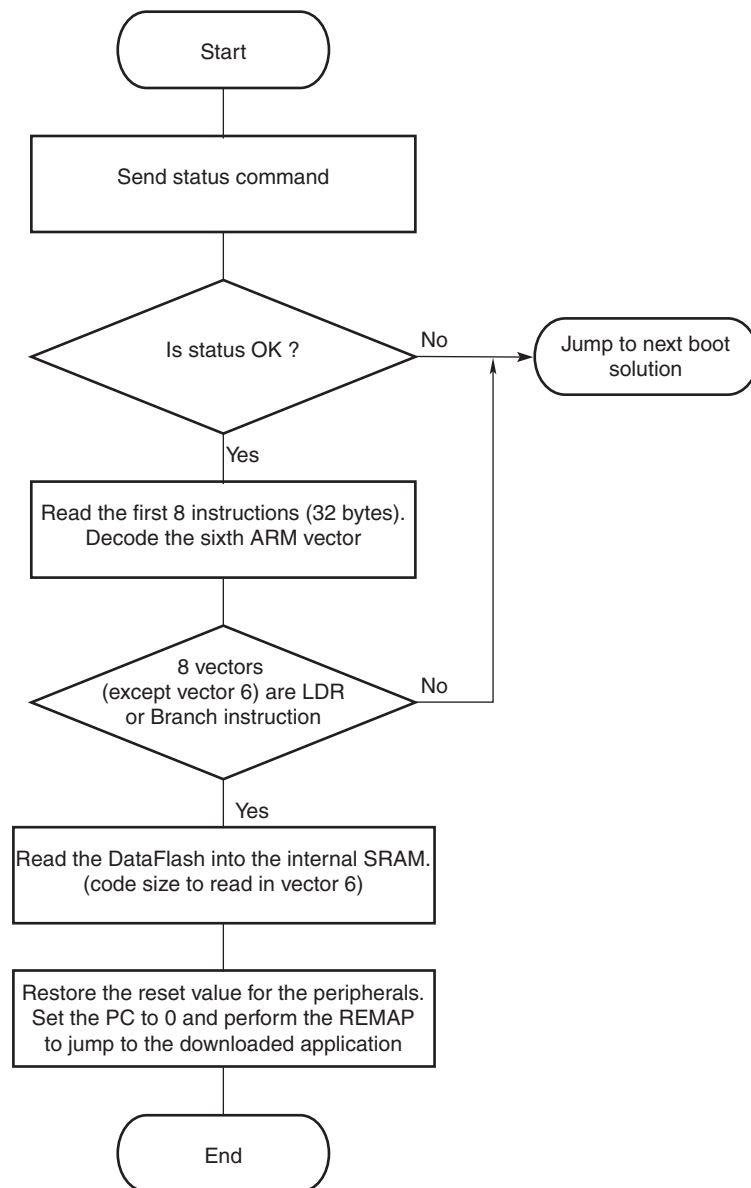 Start
Send status command
Is status OK ?
No
Jump to next boot
solution
Yes
Read the first 8 instructions (32 bytes).
Decode the sixth ARM vector
8 vectors
(except vector 6) are LDR
or Branch instruction
No
Yes
Read the DataFlash into the internal SRAM.
(code size to read in vector 6)
Restore the reset value for the peripherals.
Set the PC to 0 and perform the REMAP
to jump to the downloaded application
End